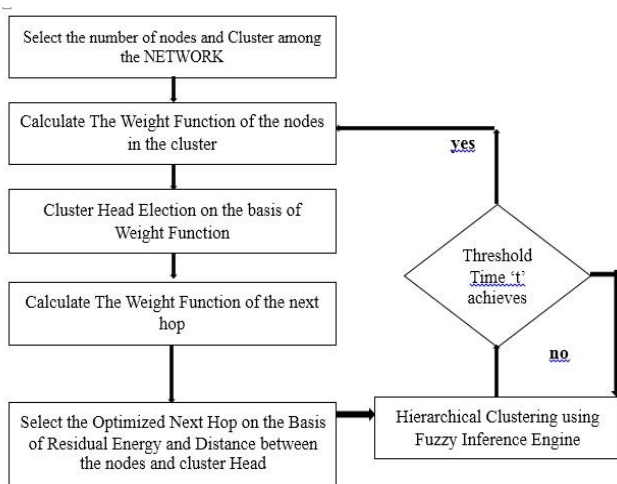 Select the number of nodes and Cluster among
the NETWORK
Calculate The Weight Function of the nodes
in the cluster
Cluster Head Election on the basis of
Weight Function
Calculate The Weight Function of the next
hop
Select the Optimized Next Hop on the Basis
of Residual Energy and Distance between
the nodes and cluster Head
yes
Threshold
Time ‘t’
achieves
no
Hierarchical Clustering using
Fuzzy Inference Engine